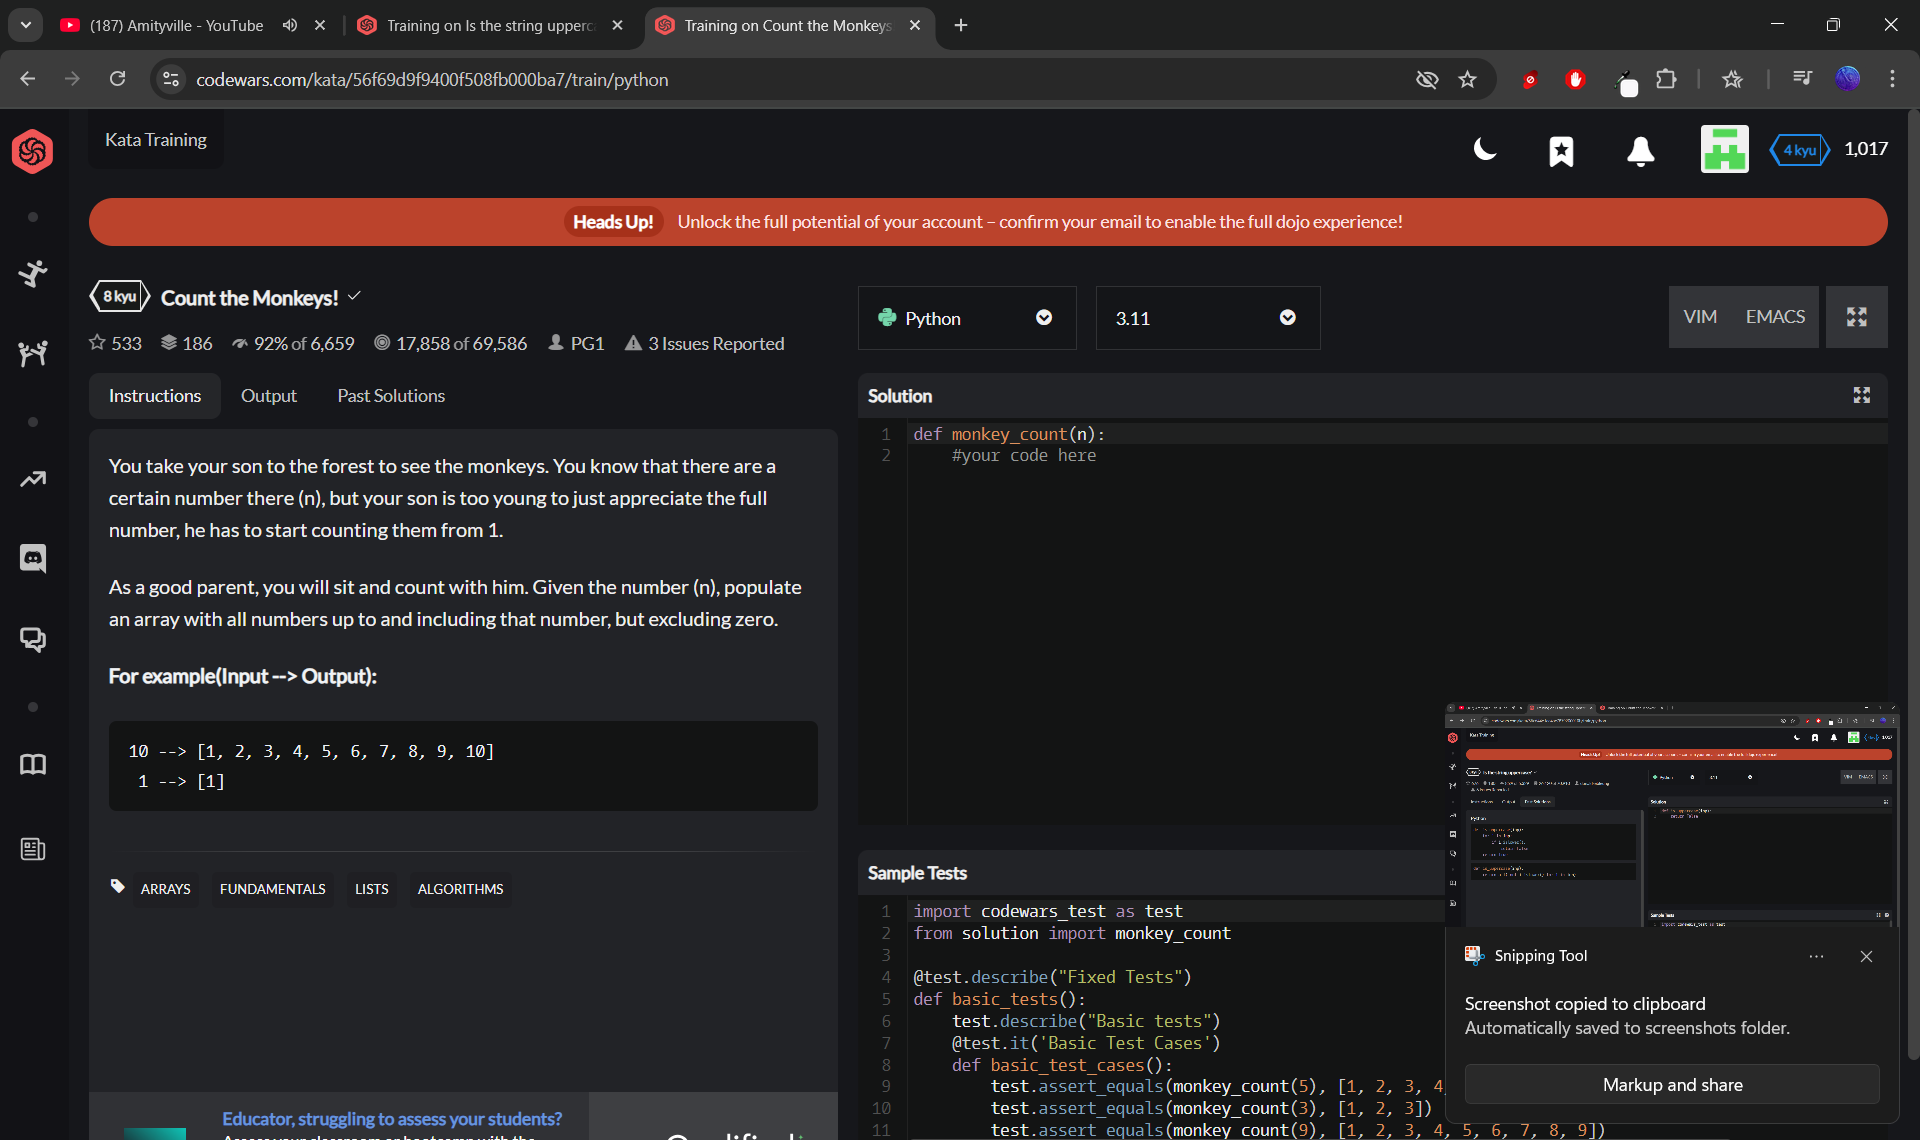 (187) Amityville - YouTube
Training on Is the string upperc
Training on Count the Monkeys
codewars.com/kata/56f69d9f9400f508fb000ba7/train/python
Kata Training
4 kyu
1,017
Heads Up! Unlock the full potential of your account – confirm your email to enable the full dojo experience!
8 kyu
Count the Monkeys!
533
186
92% of 6,659
17,858 of 69,586
PG1
3 Issues Reported
Python
3.11
VIM
EMACS
Instructions
Output
Past Solutions
You take your son to the forest to see the monkeys. You know that there are a
certain number there (n), but your son is too young to just appreciate the full
number, he has to start counting them from 1.
As a good parent, you will sit and count with him. Given the number (n), populate
an array with all numbers up to and including that number, but excluding zero.
For example(Input --> Output):
10 --> [1, 2, 3, 4, 5, 6, 7, 8, 9, 10]
1 --> [1]
ARRAYS
FUNDAMENTALS
LISTS
ALGORITHMS
Educator, struggling to assess your students?
Solution
1 def monkey_count(n):
2 #your code here
Sample Tests
1 import codewars_test as test
2 from solution import monkey_count
3
4 @test.describe("Fixed Tests")
5 def basic_tests():
6 test.describe("Basic tests")
7 @test.it('Basic Test Cases')
8 def basic_test_cases():
9 test.assert_equals(monkey_count(5), [1, 2, 3, 4
10 test.assert_equals(monkey_count(3), [1, 2, 3])
11 test.assert_equals(monkey_count(9), [1, 2, 3, 4, 5, 6, 7, 8, 9])
Snipping Tool
Screenshot copied to clipboard
Automatically saved to screenshots folder.
Markup and share